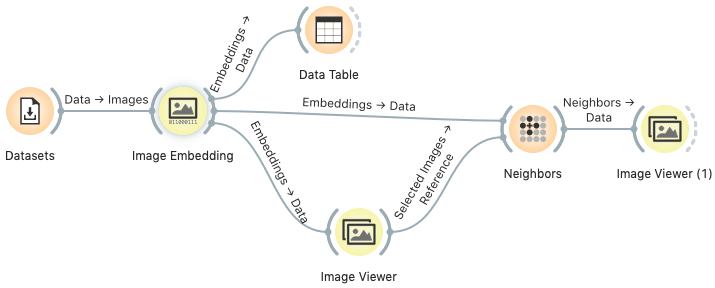 Embeddings →
Data
Data Table
Data → Images
Embeddings → Data
Neighbors →
Data
Datasets
Image Embedding
011000111
Embeddings → Data
Selected Images →
Reference
Neighbors
Image Viewer (1)
Image Viewer